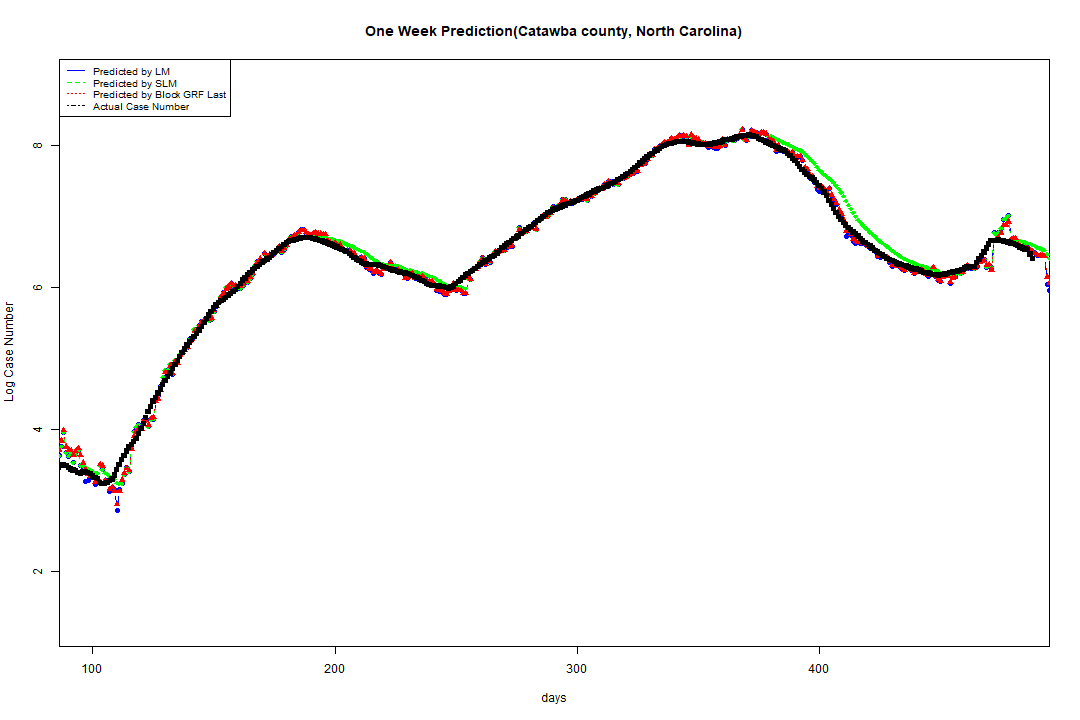 One Week Prediction(Catawba county, North Carolina)
Predicted by LM
Predicted by SLM
Predicted by Block GRF Last
Actual Case Number
8
6
4
2
Log Case Number
100 200 300 400
days